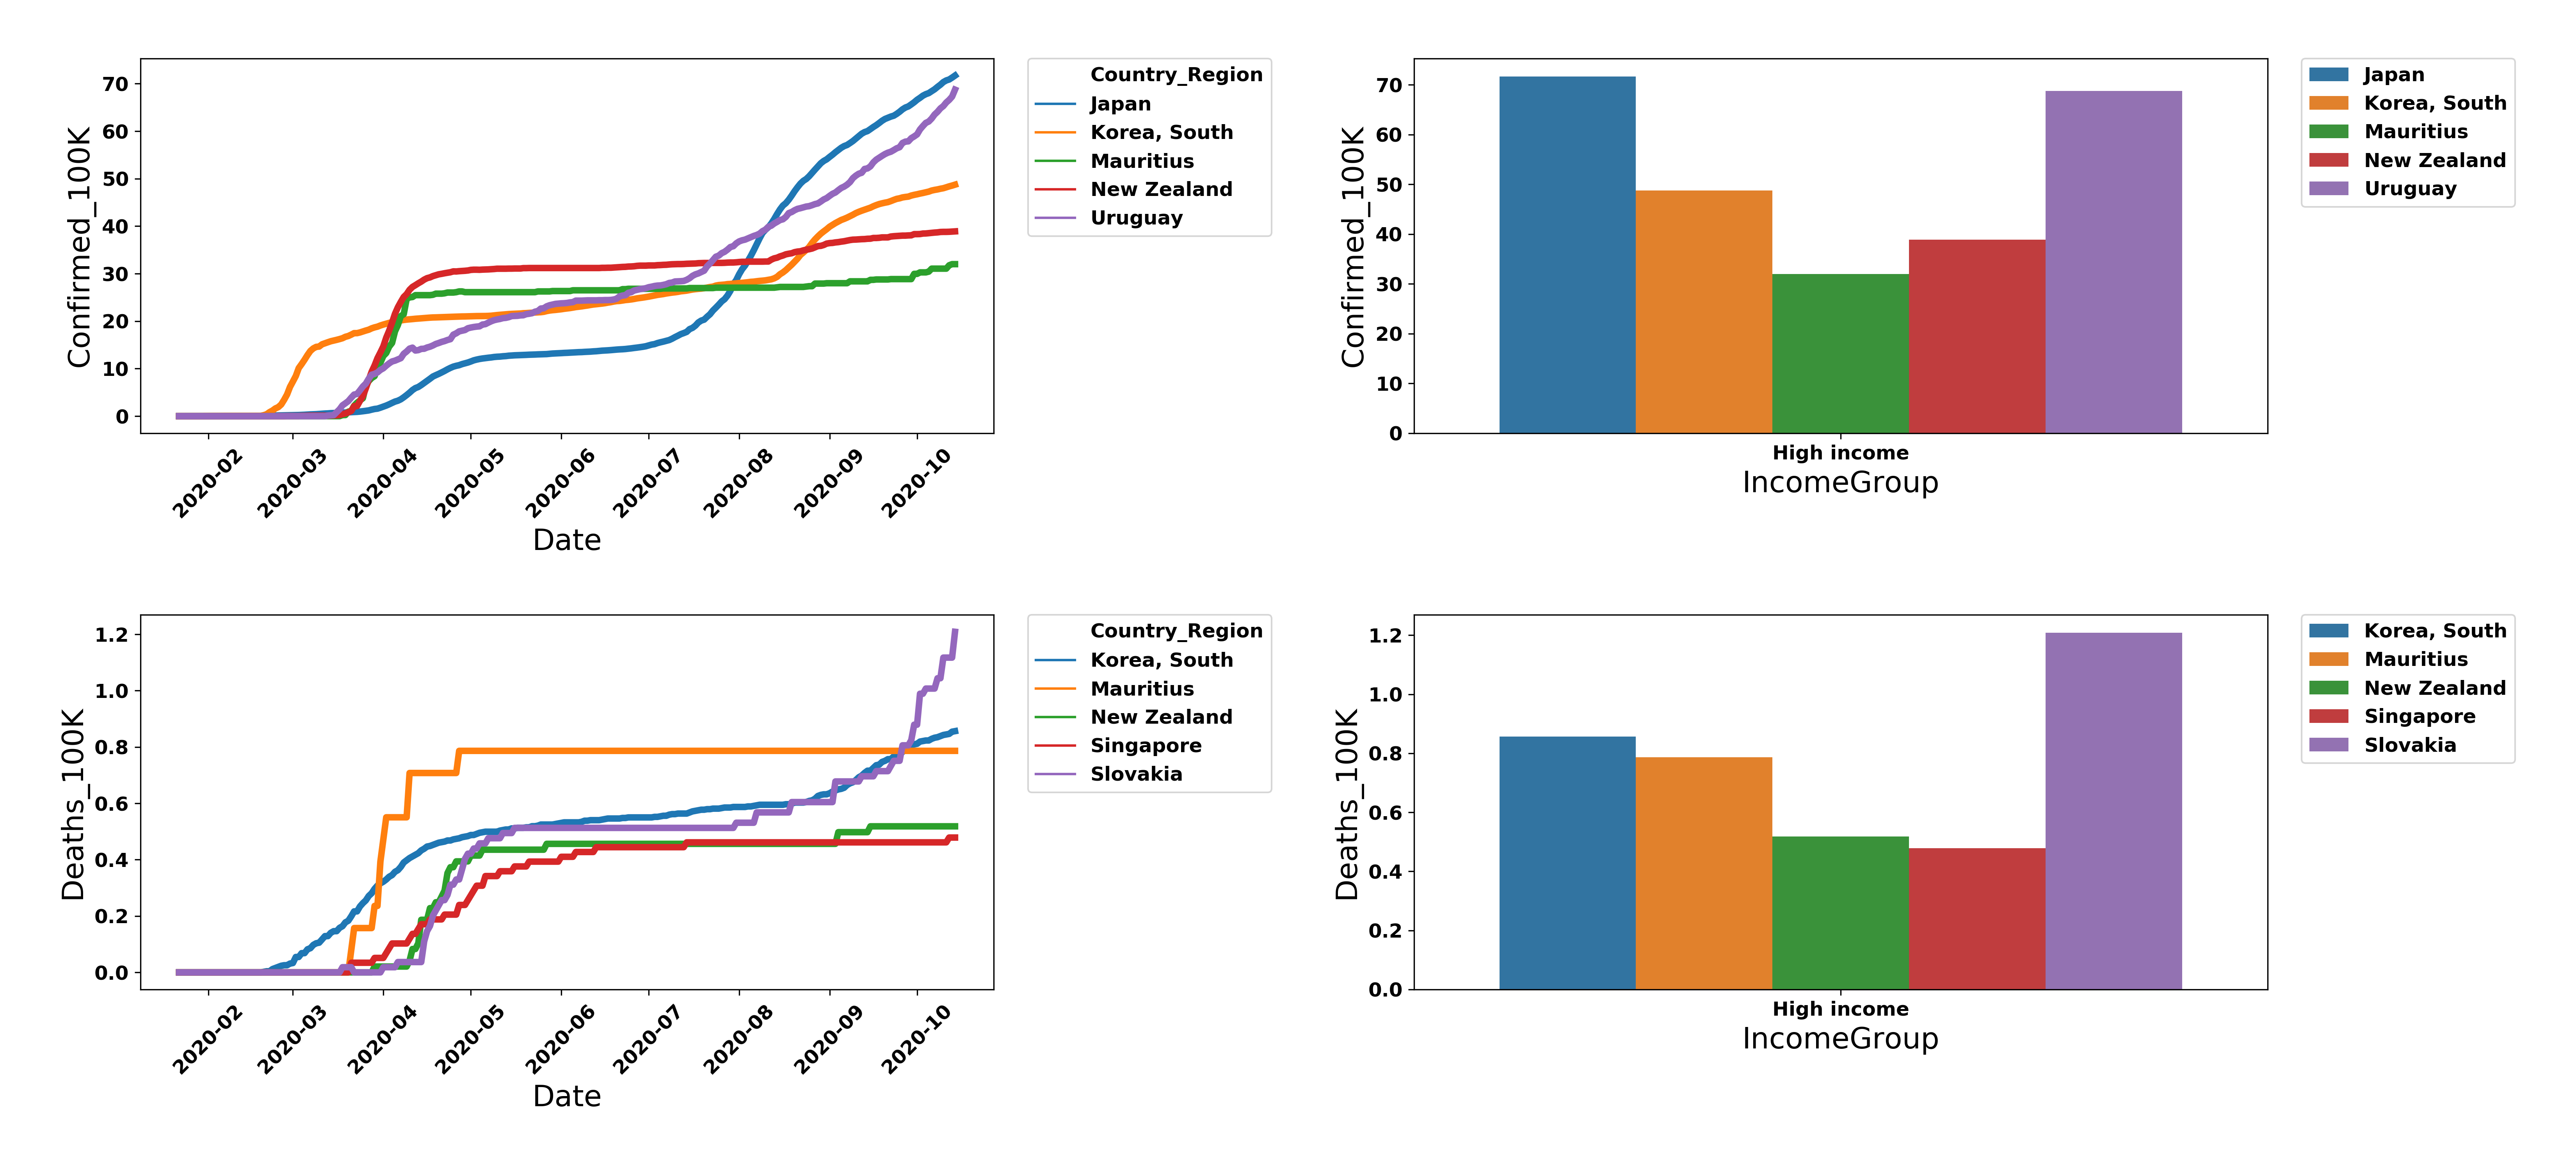 Confirmed_100K
70
60
50
40
30
20
10
0
2020-02
2020-03
2020-04
2020-05
2020-06
2020-07
2020-08
2020-09
2020-10
Date
Country_Region
Japan
Korea, South
Mauritius
New Zealand
Uruguay
Confirmed_100K
70
60
50
40
30
20
10
0
High income
IncomeGroup
Japan
Korea, South
Mauritius
New Zealand
Uruguay
Deaths_100K
1.2
1.0
0.8
0.6
0.4
0.2
0.0
2020-02
2020-03
2020-04
2020-05
2020-06
2020-07
2020-08
2020-09
2020-10
Date
Country_Region
Korea, South
Mauritius
New Zealand
Singapore
Slovakia
Deaths_100K
1.2
1.0
0.8
0.6
0.4
0.2
0.0
High income
IncomeGroup
Korea, South
Mauritius
New Zealand
Singapore
Slovakia